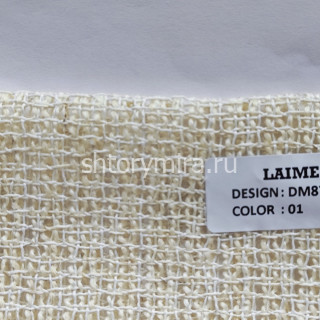 shtorymira.ru
LAIME
DESIGN : DM8
COLOR : 01